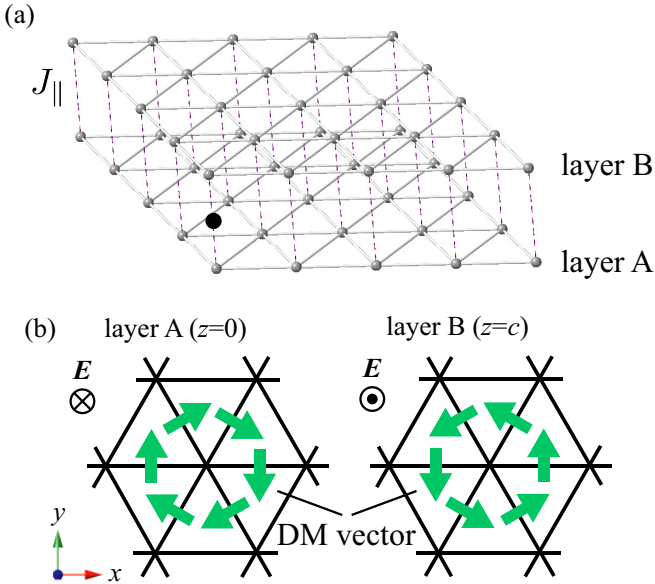 (a)
J∥
layer B
layer A
(b)
layer A (z=0)
layer B (z=c)
E
E
DM vector
y
x